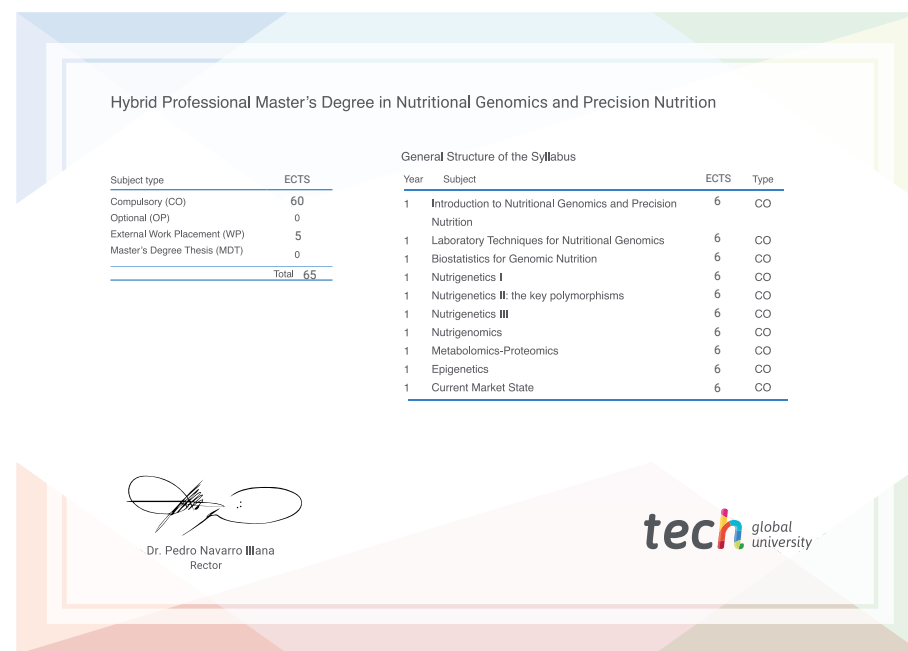 Hybrid Professional Master's Degree in Nutritional Genomics and Precision Nutrition
General Structure of the Syllabus
Subject type ECTS
Compulsory (CO) 60
Optional (OP) 0
External Work Placement (WP) 5
Master's Degree Thesis (MDT) 0
Total 65
Year Subject ECTS Type
1 Introduction to Nutritional Genomics and Precision 6 CO
Nutrition
1 Laboratory Techniques for Nutritional Genomics 6 CO
1 Biostatistics for Genomic Nutrition 6 CO
1 Nutrigenetics I 6 CO
1 Nutrigenetics II: the key polymorphisms 6 CO
1 Nutrigenetics III 6 CO
1 Nutrigenomics 6 CO
1 Metabolomics-Proteomics 6 CO
1 Epigenetics 6 CO
1 Current Market State 6 CO
Dr. Pedro Navarro Illana
Rector
tech global
university